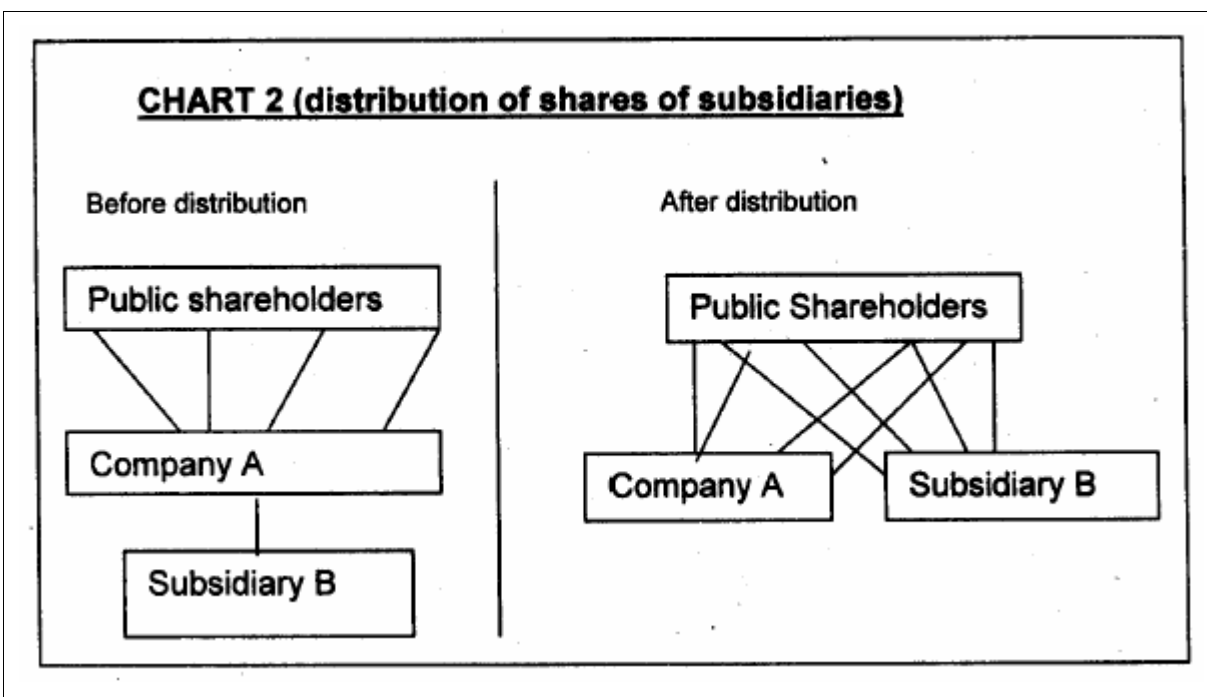 CHART 2 (distribution of shares of subsidiaries)
Before distribution
Public shareholders
Company A
Subsidiary B
After distribution
Public Shareholders
Company A
Subsidiary B